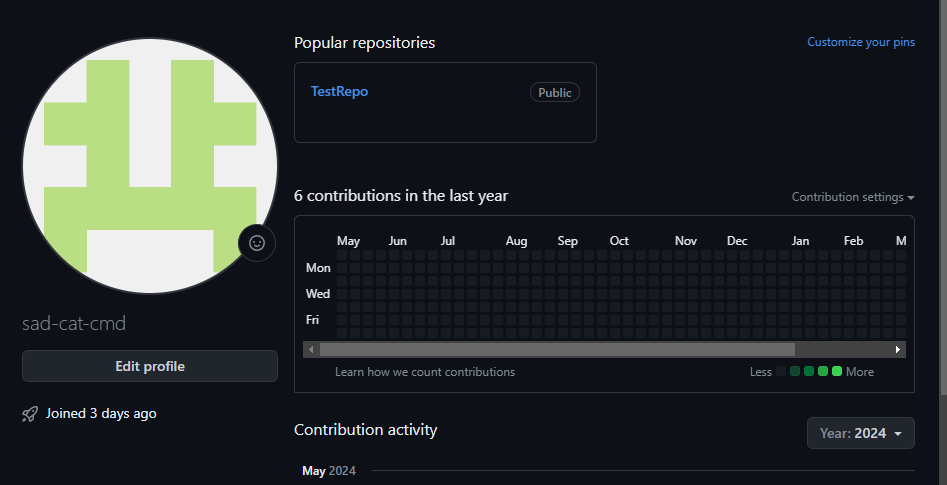 Popular repositories
Customize your pins
TestRepo
Public
6 contributions in the last year
Contribution settings
May Jun Jul Aug Sep Oct Nov Dec Jan Feb M
Mon
Wed
Fri
sad-cat-cmd
Edit profile
Learn how we count contributions
Less More
Joined 3 days ago
Contribution activity
Year: 2024
May 2024